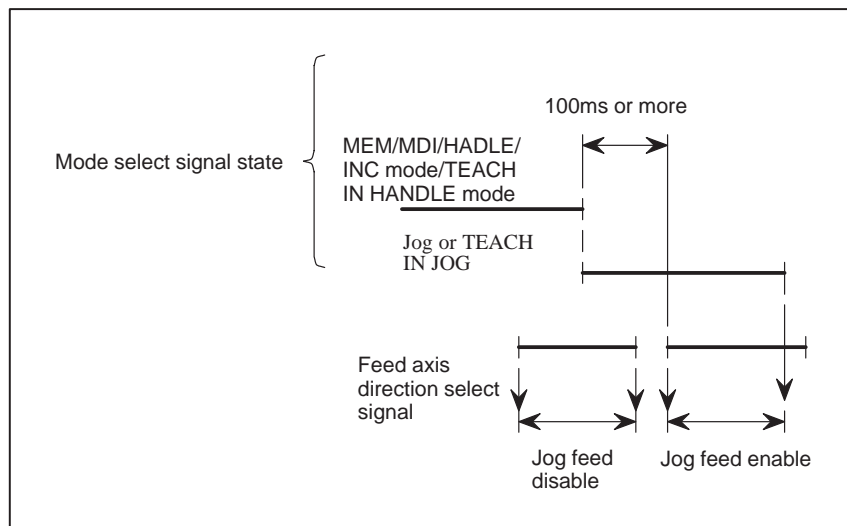 100ms or more
Mode select signal state
MEM/MDI/HADLE/
INC mode/TEACH
IN HANDLE mode
Jog or TEACH
IN JOG
Feed axis
direction select
signal
Jog feed
disable
Jog feed enable